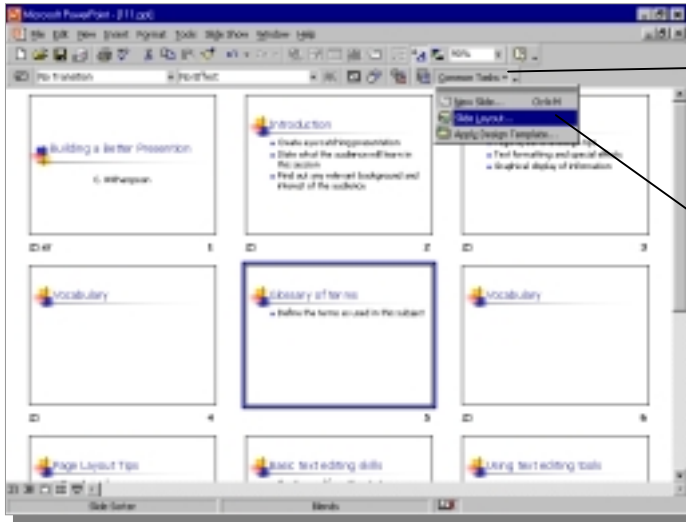 Microsoft PowerPoint - [f11.ppt]
File Edit View Insert Format Tools Slide Show Window Help
90%
No Transition No Effect Common Tasks
New Slide... Ctrl+M
Slide Layout...
Apply Design Template...
Building a Better Presention
Introduction
Create eye catching presentation
State what the audience will learn in
this session
Find out any relevant background and
interest of the audience
Text formatting and special effects
Graphical display of information
1
2
3
Vocabulary
Glossary of terms
Define the terms as used in this subject
Vocabulary
4
5
6
Page Layout Tips
Basic text editing skills
Using text editing tools
Slide Sorter
Blends